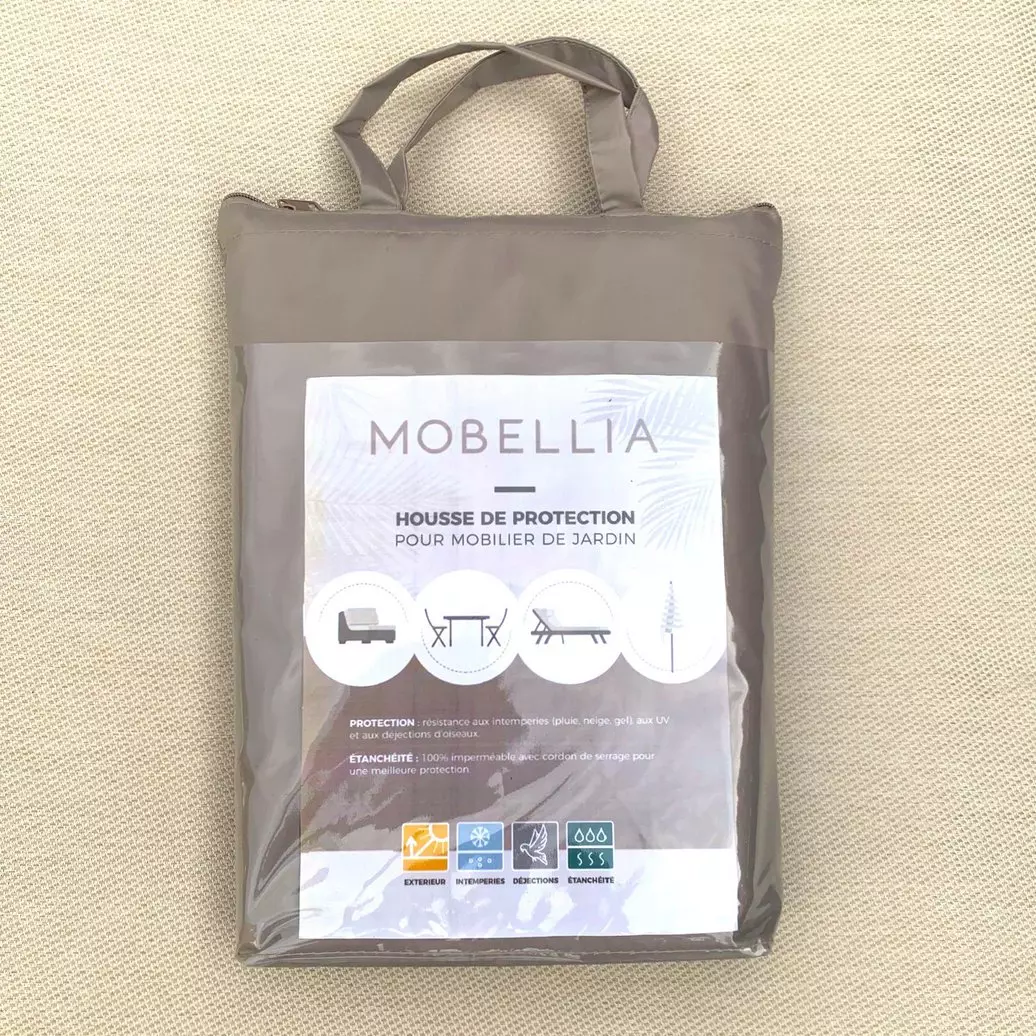 MOBELLIA
HOUSSE DE PROTECTION
POUR MOBILIER DE JARDIN
PROTECTION : résistance aux intemperies (pluie, neige, gel), aux UV
et aux déjections d'oiseaux.
ÉTANCHÉITÉ : 100% imperméable avec cordon de serrage pour
une meilleure protection
EXTERIEUR INTEMPERIES DÉJECTIONS ÉTANCHÉITÉ